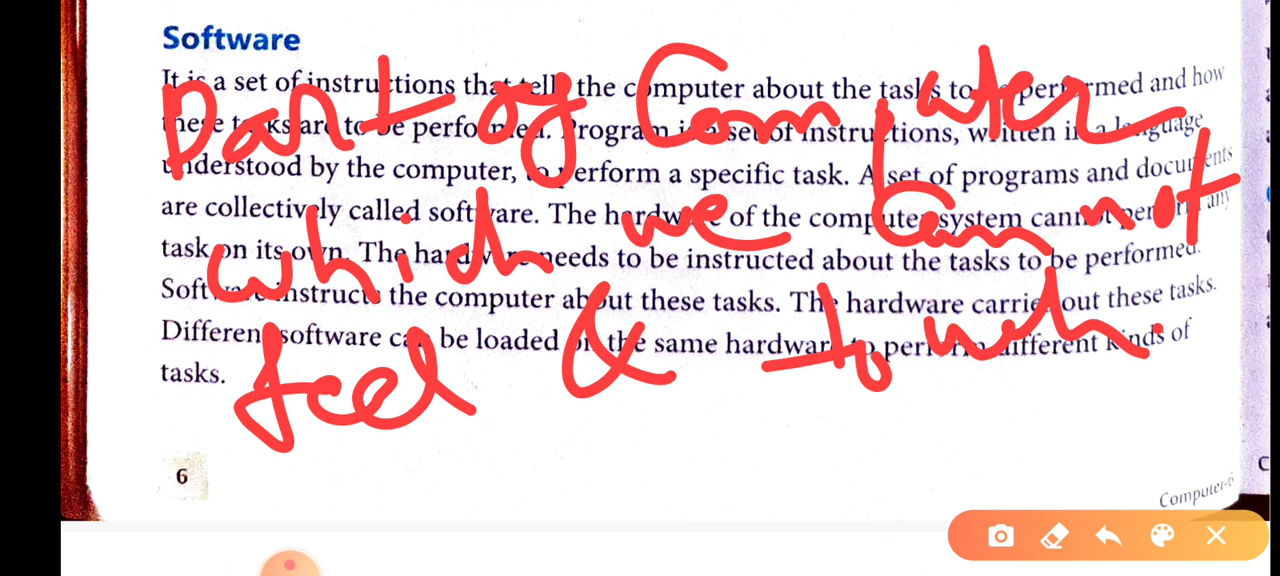 Software
It is a set of instructions that tell the computer about the tasks to be performed and how
these tasks are to be performed. Program is a set of instructions, written in a language
understood by the computer, to perform a specific task. A set of programs and documents
are collectively called software. The hardware of the computer system cannot perform any
task on its own. The hardware needs to be instructed about the tasks to be performed.
Software instructs the computer about these tasks. The hardware carries out these tasks.
Different software can be loaded on the same hardware to perform different kinds of
tasks.
Part of Computer
which we Cannot
feel & touch.
6
Computer-6
C